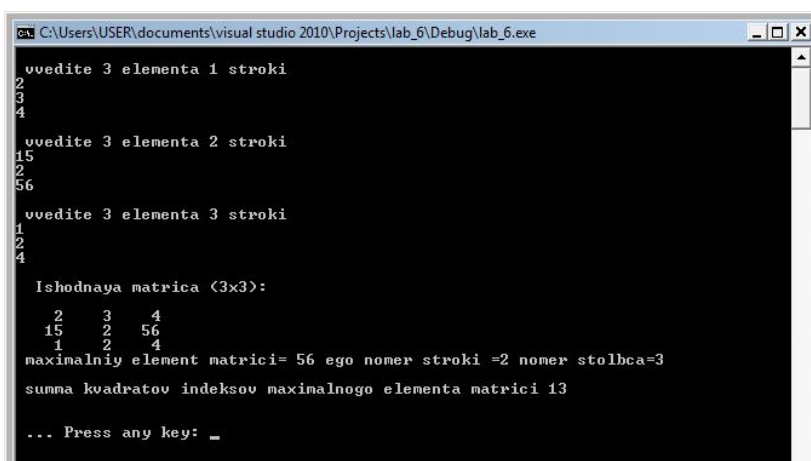 C:\Users\USER\documents\visual studio 2010\Projects\lab_6\Debug\lab_6.exe
vvedite 3 elementa 1 stroki
2
3
4
vvedite 3 elementa 2 stroki
15
2
56
vvedite 3 elementa 3 stroki
1
2
4
Ishodnaya matrica (3x3):
2 3 4
15 2 56
1 2 4
maximalniy element matrici= 56 ego nomer stroki =2 nomer stolbca=3
summa kvadratov indeksov maximalnogo elementa matrici 13
... Press any key: _